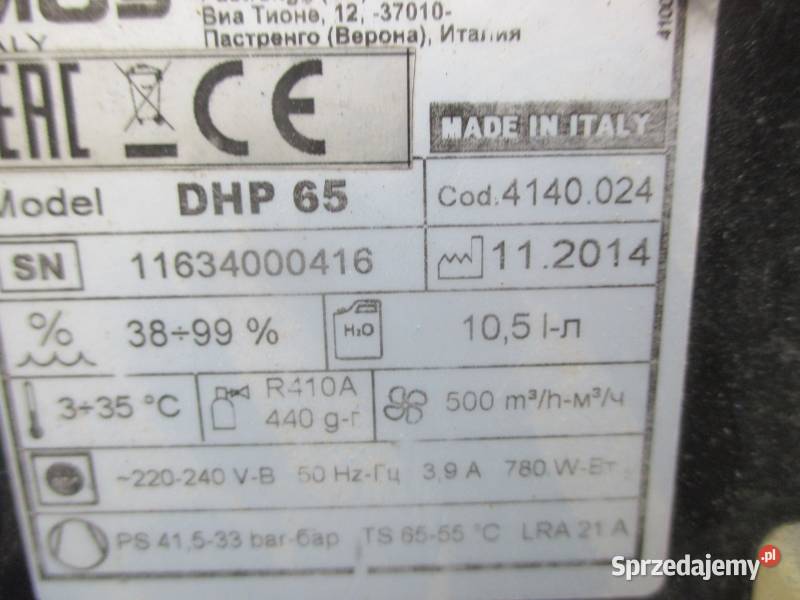 Виа Тионе, 12, -37010-
Пастренго (Верона), Италия
EAC CE
MADE IN ITALY
Model DHP 65 Cod.4140.024
SN 11634000416 11.2014
% 38÷99 % H₂O 10,5 l-л
3÷35 °C R410A 440 g-г 500 m³/h-м³/ч
~220-240 V-В 50 Hz-Гц 3,9 A 780 W-Вт
PS 41,5-33 bar-бар TS 65-55 °C LRA 21 A
Sprzedajemy.pl